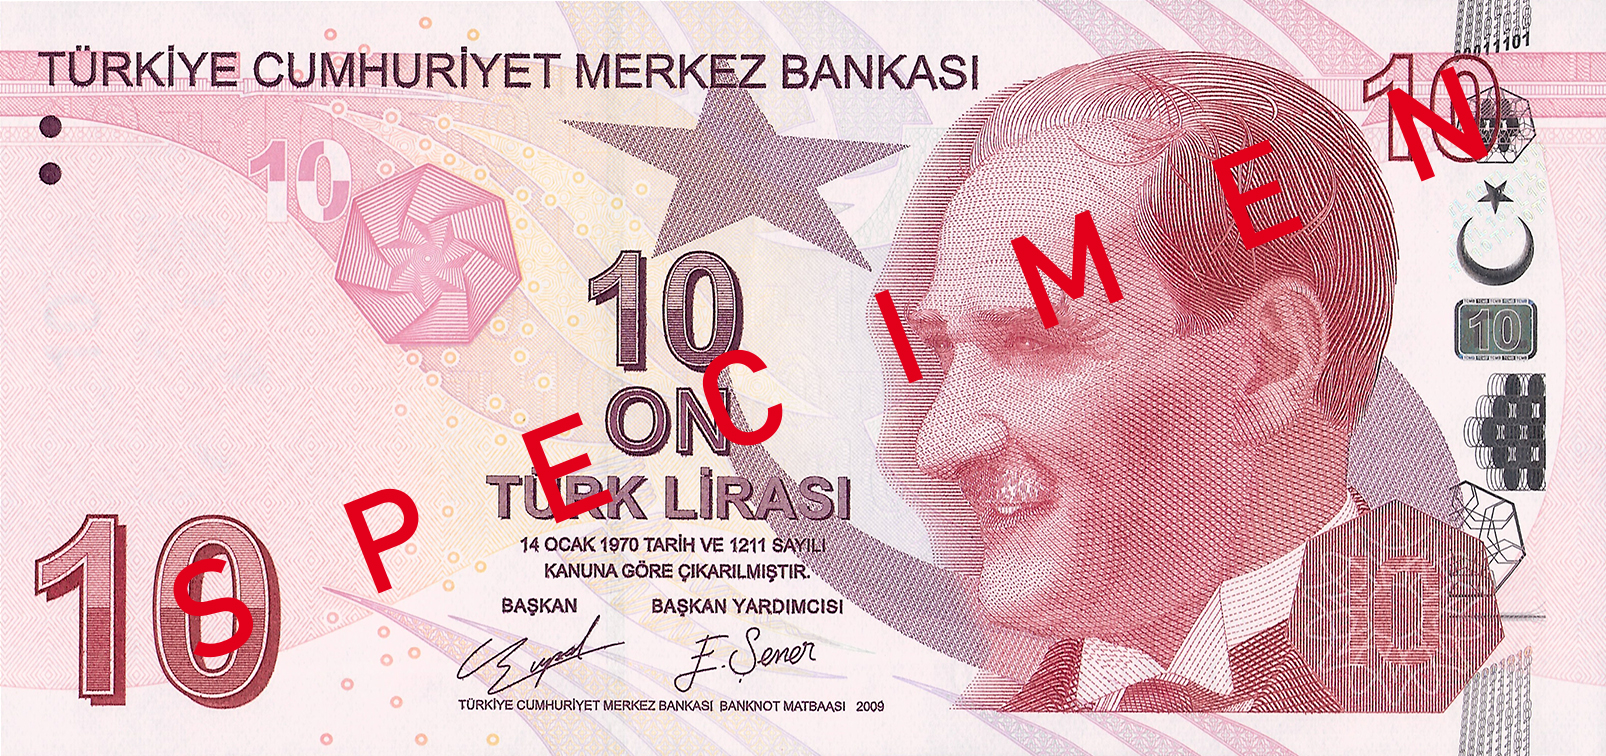 TÜRKİYE CUMHURİYET MERKEZ BANKASI
10
0011101
10
10
10
ON
TÜRK LİRASI
14 OCAK 1970 TARİH VE 1211 SAYILI
KANUNA GÖRE ÇIKARILMIŞTIR.
BAŞKAN
BAŞKAN YARDIMCISI
E. Şener
TÜRKİYE CUMHURİYET MERKEZ BANKASI BANKNOT MATBAASI 2009
10
10
SPECIMEN